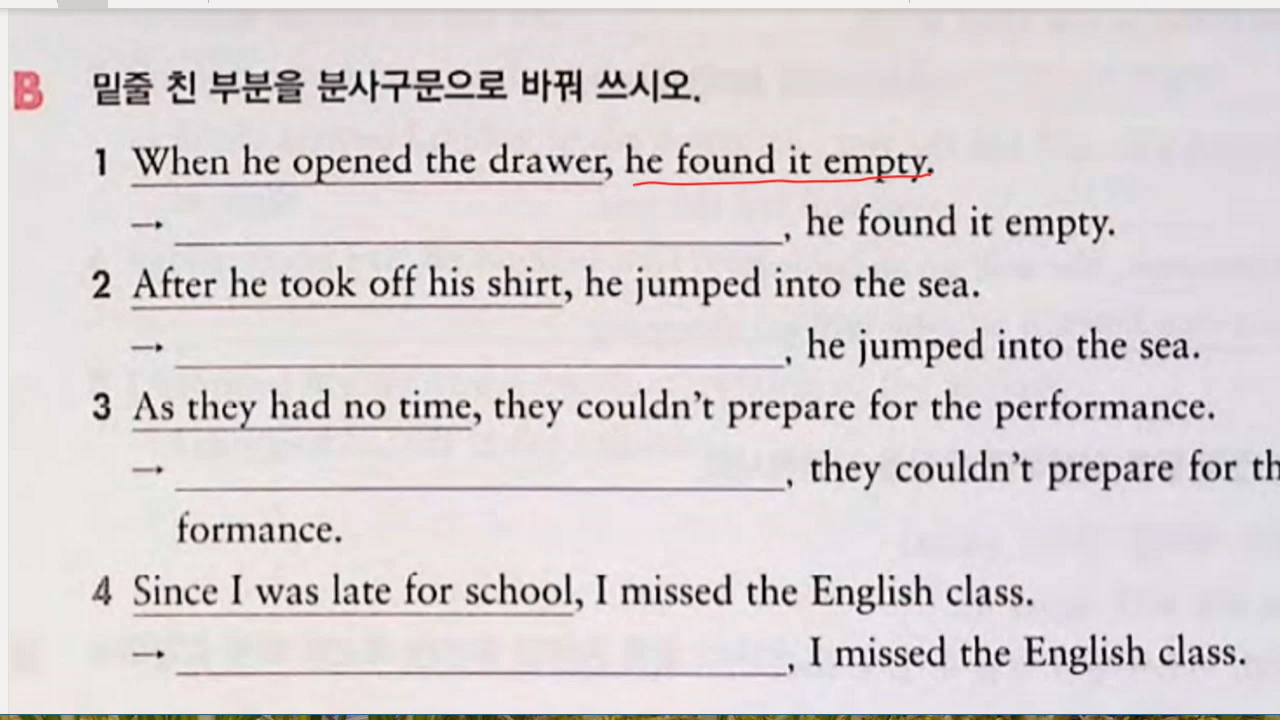 B 밑줄 친 부분을 분사구문으로 바꿔 쓰시오.
1 When he opened the drawer, he found it empty.
→ ____________________, he found it empty.
2 After he took off his shirt, he jumped into the sea.
→ ____________________, he jumped into the sea.
3 As they had no time, they couldn't prepare for the performance.
→ ____________________, they couldn't prepare for th
formance.
4 Since I was late for school, I missed the English class.
→ ____________________, I missed the English class.